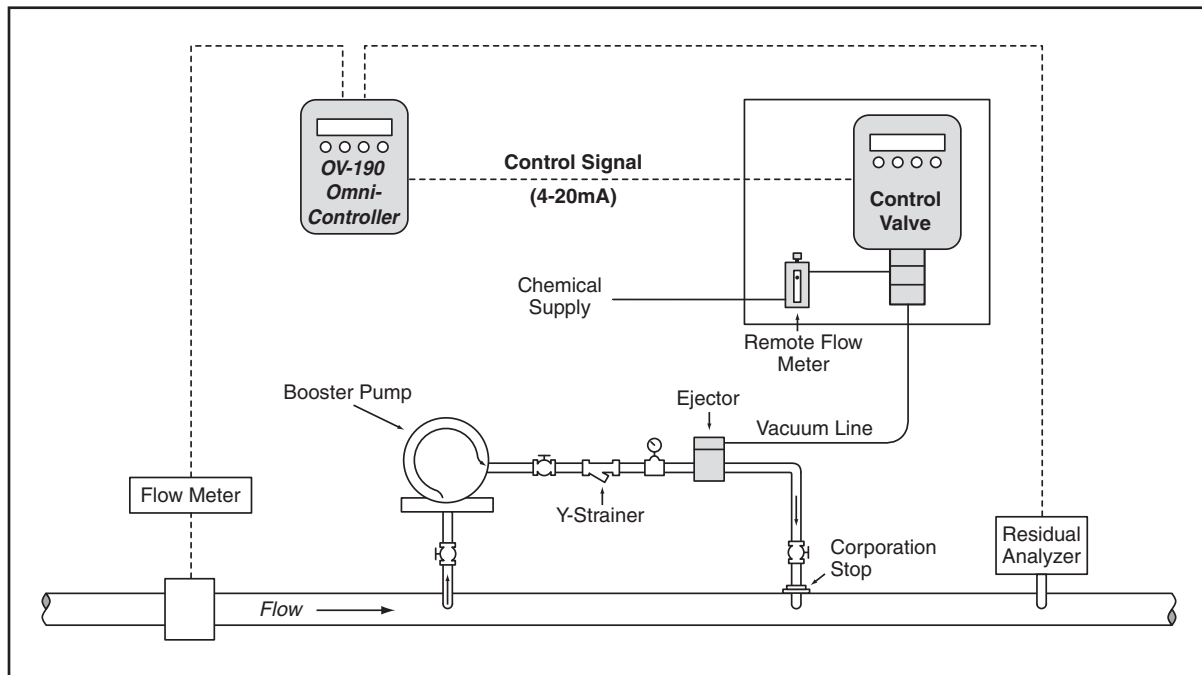 OV-190
Omni-
Controller
Control Signal
(4-20mA)
Control
Valve
Chemical
Supply
Remote Flow
Meter
Booster Pump
Ejector
Vacuum Line
Flow Meter
Y-Strainer
Corporation
Stop
Residual
Analyzer
Flow